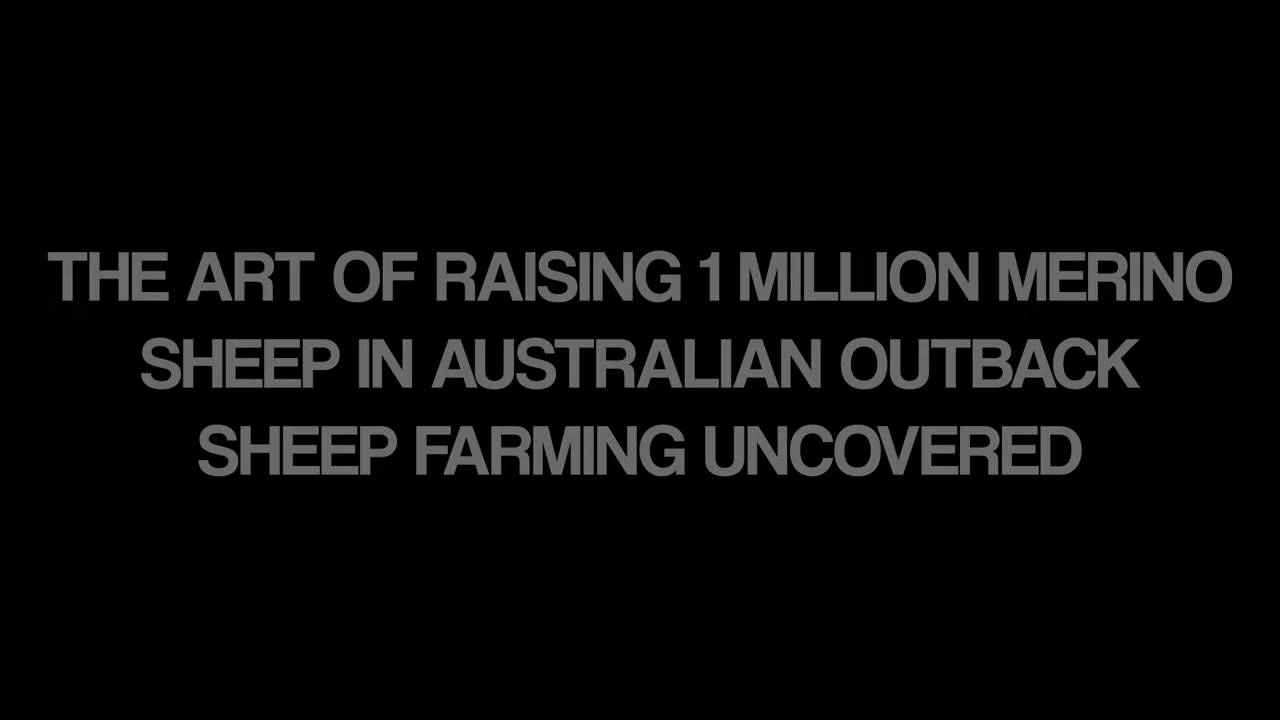 THE ART OF RAISING 1 MILLION MERINO
SHEEP IN AUSTRALIAN OUTBACK
SHEEP FARMING UNCOVERED